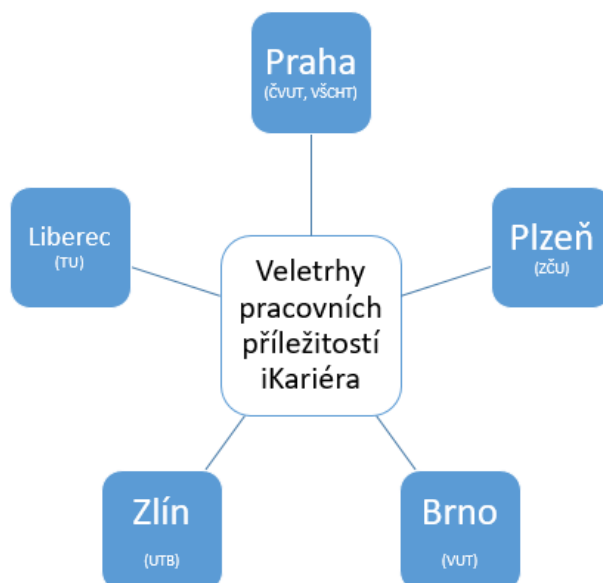 Praha
(ČVUT, VŠCHT)
Liberec
(TU)
Plzeň
(ZČU)
Veletrhy
pracovních
příležitostí
iKariéra
Zlín
(UTB)
Brno
(VUT)